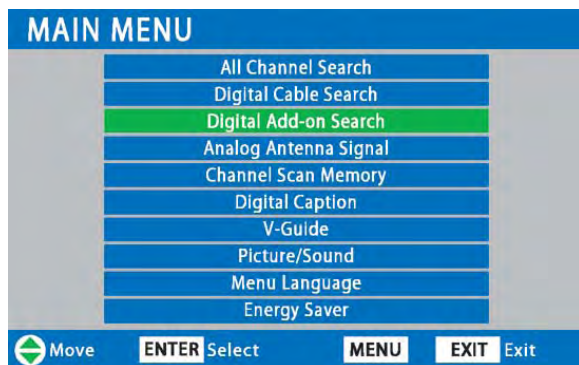 MAIN MENU
All Channel Search
Digital Cable Search
Digital Add-on Search
Analog Antenna Signal
Channel Scan Memory
Digital Caption
V-Guide
Picture/Sound
Menu Language
Energy Saver
Move ENTER Select MENU EXIT Exit